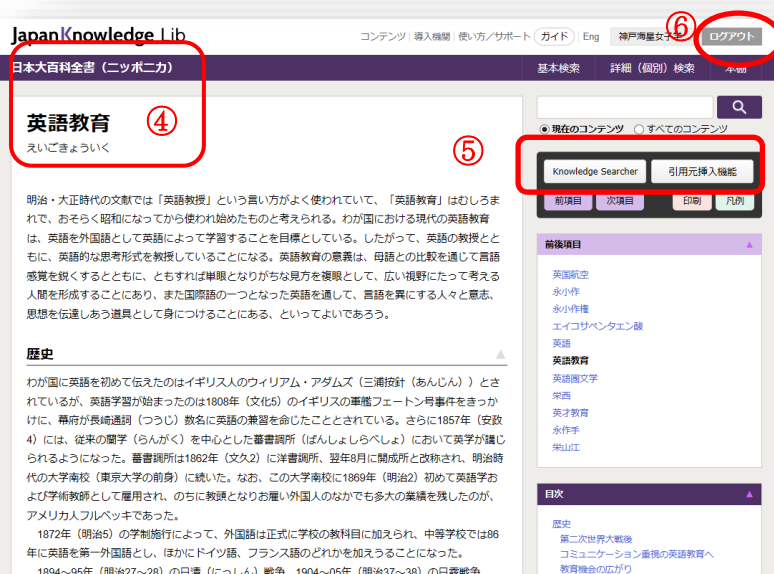 JapanKnowledge Lib
コンテンツ 導入機関 使い方/サポート ガイド Eng 神戸海星女子 ログアウト
⑥
日本大百科全書（ニッポニカ）
基本検索 詳細（個別）検索 本棚
英語教育
④
えいごきょういく
現在のコンテンツ すべてのコンテンツ
⑤
Knowledge Searcher 引用元挿入機能
前項目 次項目 印刷 凡例
明治・大正時代の文献では「英語教授」という言い方がよく使われていて、「英語教育」はむしろま
れで、おそらく昭和になってから使われ始めたものと考えられる。わが国における現代の英語教育
は、英語を外国語として英語によって学習することを目標としている。したがって、英語の教授とと
もに、英語的な思考形式を教授していることになる。英語教育の意義は、母語との比較を通じて言語
感覚を鋭くするとともに、ともすれば単眼となりがちな見方を複眼として、広い視野にたって考える
人間を形成することにあり、また国際語の一つとなった英語を通して、言語を異にする人々と意志、
思想を伝達しあう道具として身につけることにある、といってよいであろう。
歴史
わが国に英語を初めて伝えたのはイギリス人のウィリアム・アダムズ（三浦按針（あんじん））とさ
れているが、英語学習が始まったのは1808年（文化5）のイギリスの軍艦フェートン号事件をきっか
けに、幕府が長崎通詞（つうじ）数名に英語の兼習を命じたこととされている。さらに1857年（安政
4）には、従来の蘭学（らんがく）を中心とした蕃書調所（ばんしょしらべしょ）において英学が講じ
られるようになった。蕃書調所は1862年（文久2）に洋書調所、翌年8月に開成所と改称され、明治時
代の大学南校（東京大学の前身）に続いた。なお、この大学南校に1869年（明治2）初めて英語学お
よび学術教師として雇用され、のちに教頭となりお雇い外国人のなかでも多大の業績を残したのが、
アメリカ人フルベッキであった。
1872年（明治5）の学制施行によって、外国語は正式に学校の教科目に加えられ、中等学校では86
年に英語を第一外国語とし、ほかにドイツ語、フランス語のどれかを加えうることになった。
1894～95年（明治27～28）の日清（にっしん）戦争、1904～05年（明治37～38）の日露戦争
前後項目
英国航空
永小作
永小作権
エイコサペンタエン酸
英語
英語教育
英語圏文学
栄西
英才教育
永作手
栄山江
目次
歴史
第二次世界大戦後
コミュニケーション重視の英語教育へ
教育機会の広がり